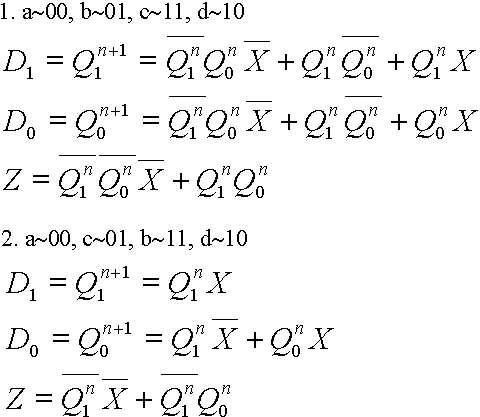 1. a~00, b~01, c~11, d~10
$D_1 = Q_1^{n+1} = \overline{Q_1^n} Q_0^n \overline{X} + Q_1^n \overline{Q_0^n} + Q_1^n X$
$D_0 = Q_0^{n+1} = \overline{Q_1^n} Q_0^n \overline{X} + Q_1^n \overline{Q_0^n} + Q_0^n X$
$Z = \overline{Q_1^n} \, \overline{Q_0^n} \, \overline{X} + Q_1^n Q_0^n$
2. a~00, c~01, b~11, d~10
$D_1 = Q_1^{n+1} = Q_1^n X$
$D_0 = Q_0^{n+1} = Q_1^n \overline{X} + Q_0^n X$
$Z = \overline{Q_1^n} \, \overline{X} + \overline{Q_1^n} Q_0^n$